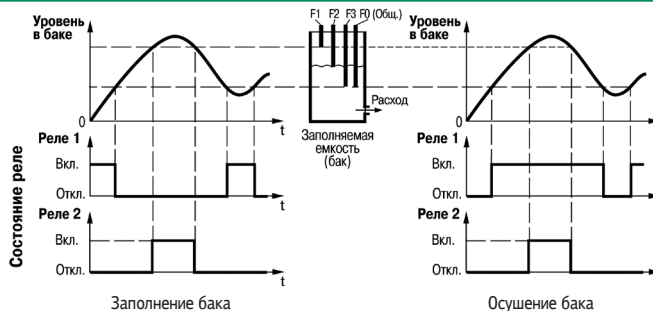 Уровень
в баке
0
t
Реле 1
Вкл.
Откл.
t
Реле 2
Вкл.
Откл.
t
Состояние реле
Заполнение бака
F1 F2 F3 F0 (Общ.)
Расход
Заполняемая
емкость
(бак)
Уровень
в баке
0
Реле 1
Вкл.
Откл.
Реле 2
Вкл.
Откл.
Осушение бака